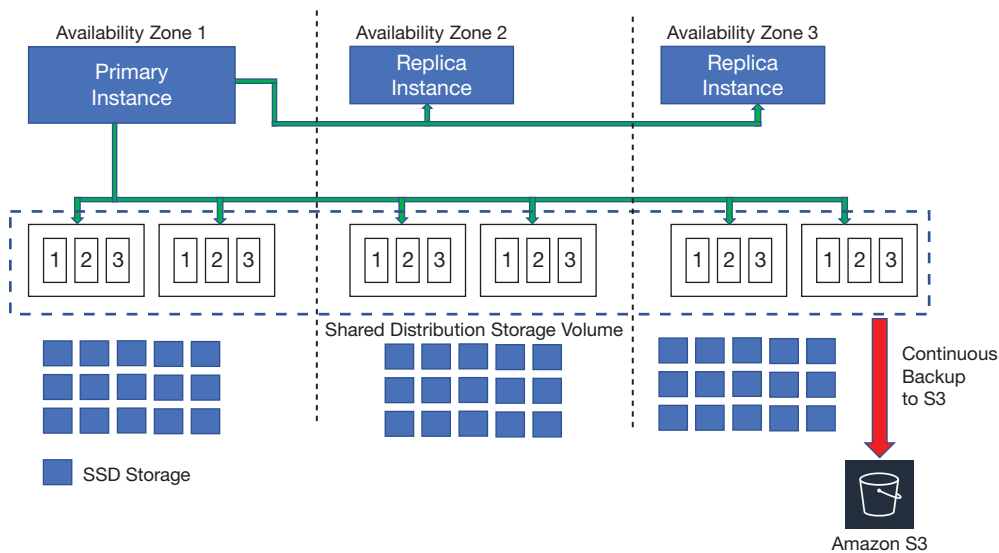 Availability Zone 1
Availability Zone 2
Availability Zone 3
Primary
Instance
Replica
Instance
Replica
Instance
1 2 3
1 2 3
1 2 3
1 2 3
1 2 3
1 2 3
Shared Distribution Storage Volume
Continuous
Backup
to S3
SSD Storage
Amazon S3